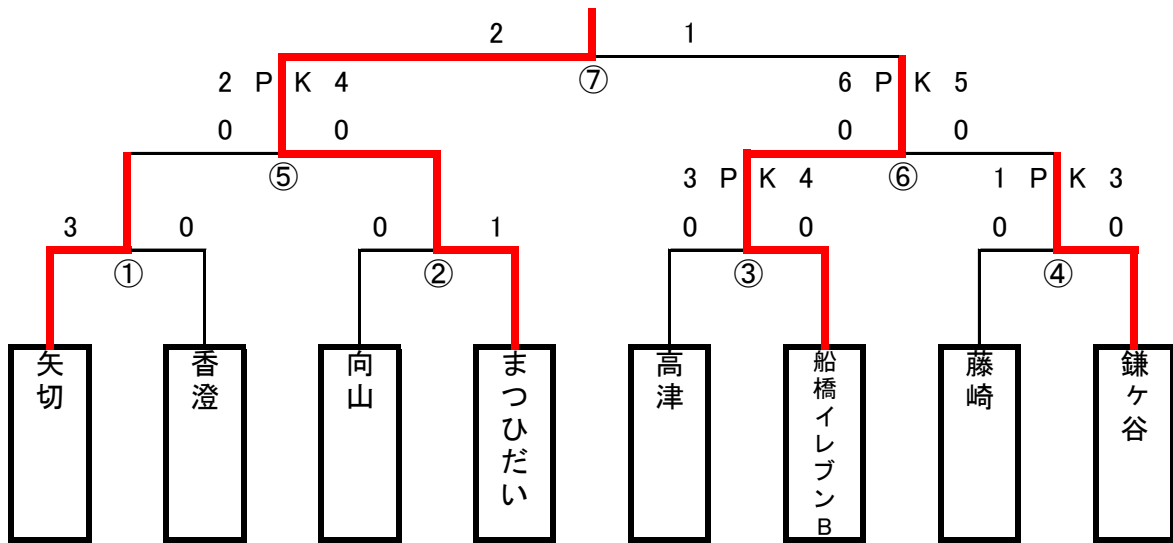 2 1
⑦
2 P K 4 6 P K 5
0 0 0 0
⑤ ⑥
3 P K 4 1 P K 3
3 0 0 1 0 0 0 0
① ② ③ ④
矢切
香澄
向山
まつひだい
高津
船橋イレブンB
藤崎
鎌ヶ谷